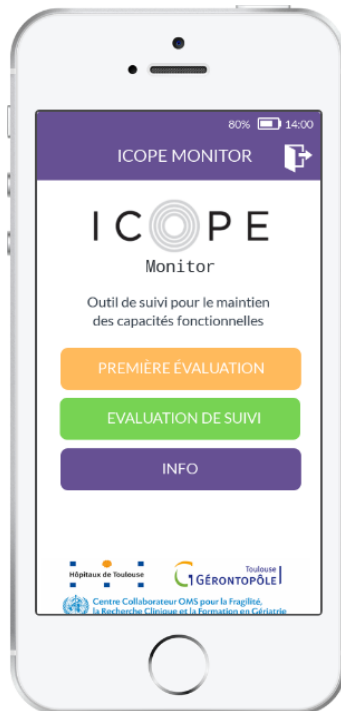 80% 14:00
ICOPE MONITOR
ICOPE
Monitor
Outil de suivi pour le maintien
des capacités fonctionnelles
PREMIÈRE ÉVALUATION
EVALUATION DE SUIVI
INFO
Hôpitaux de Toulouse
Toulouse
GÉRONTOPÔLE
Centre Collaborateur OMS pour la Fragilité,
la Recherche Clinique et la Formation en Gériatrie